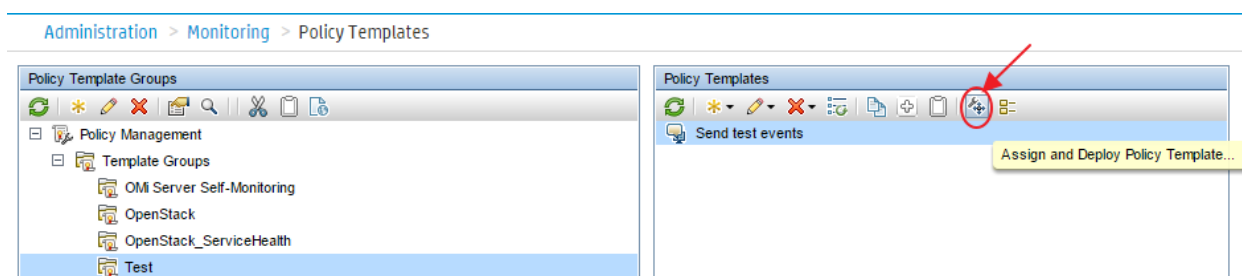 Administration > Monitoring > Policy Templates
Policy Template Groups
Policy Management
Template Groups
OMi Server Self-Monitoring
OpenStack
OpenStack_ServiceHealth
Test
Policy Templates
Send test events
Assign and Deploy Policy Template...